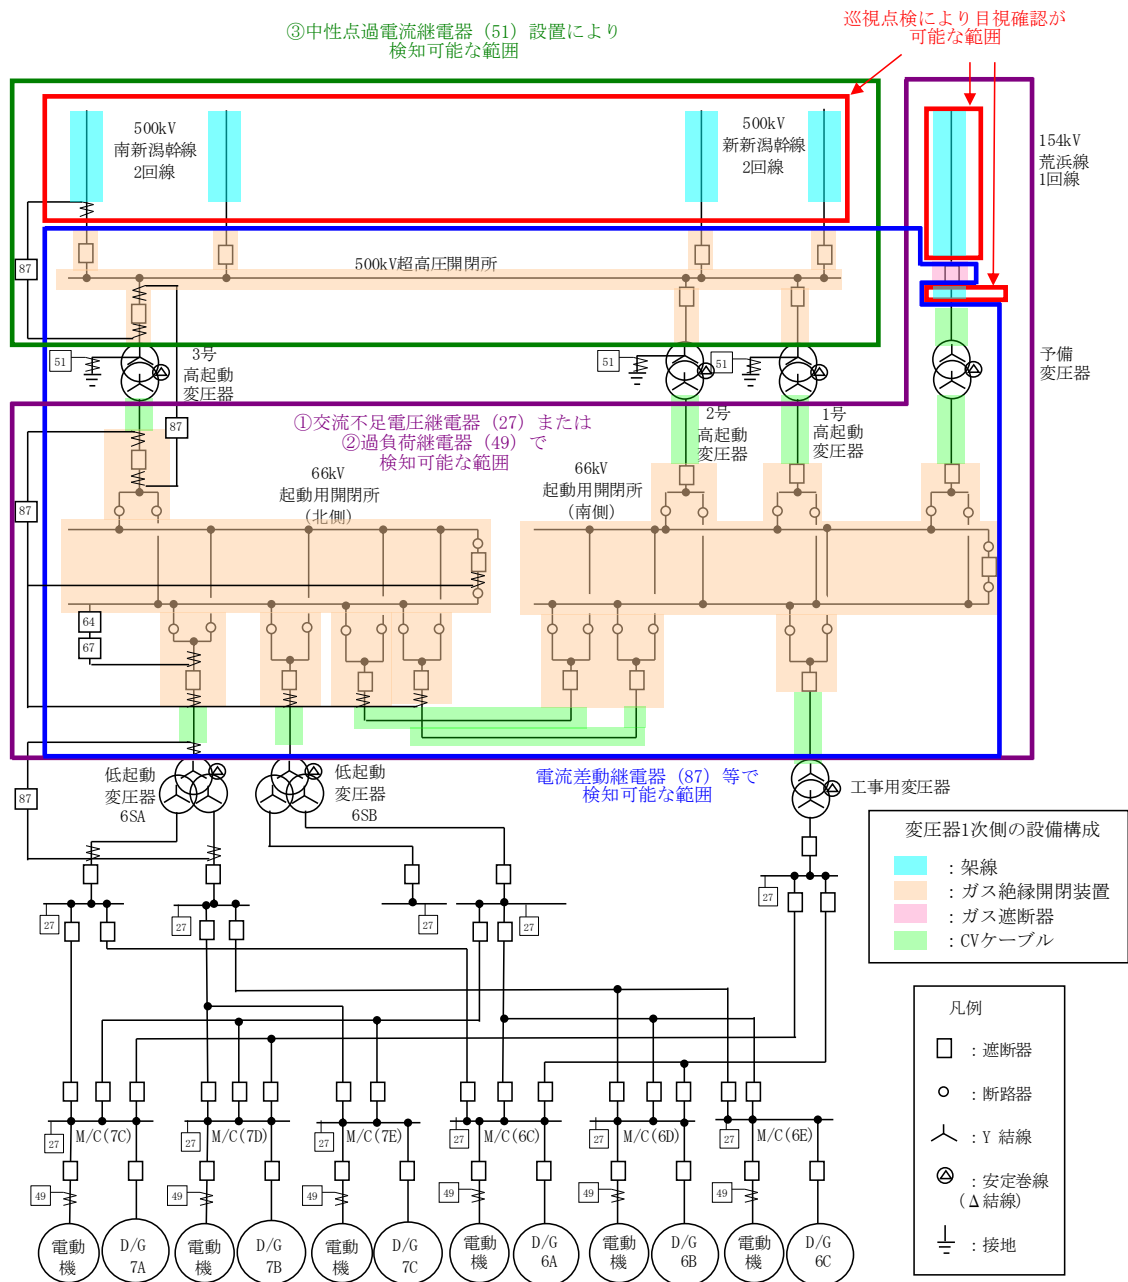 ③中性点過電流継電器（51）設置により
検知可能な範囲
巡視点検により目視確認が
可能な範囲
500kV
南新潟幹線
2回線
500kV
新新潟幹線
2回線
154kV
荒浜線
1回線
87
500kV超高圧開閉所
51
3号
高起動
変圧器
51
51
予備
変圧器
87
2号
高起動
変圧器
1号
高起動
変圧器
①交流不足電圧継電器（27）または
②過負荷継電器（49）で
検知可能な範囲
87
66kV
起動用開閉所
（北側）
66kV
起動用開閉所
（南側）
64
67
87
低起動
変圧器
6SA
低起動
変圧器
6SB
電流差動継電器（87）等で
検知可能な範囲
工事用変圧器
変圧器1次側の設備構成
：架線
：ガス絶縁開閉装置
：ガス遮断器
：CVケーブル
27
27
27
27
27
凡例
：遮断器
：断路器
：Y 結線
：安定巻線
（Δ結線）
：接地
27
M/C(7C)
27
M/C(7D)
27
M/C(7E)
27
M/C(6C)
27
M/C(6D)
27
M/C(6E)
49
49
49
49
49
49
電動
機
D/G
7A
電動
機
D/G
7B
電動
機
D/G
7C
電動
機
D/G
6A
電動
機
D/G
6B
電動
機
D/G
6C